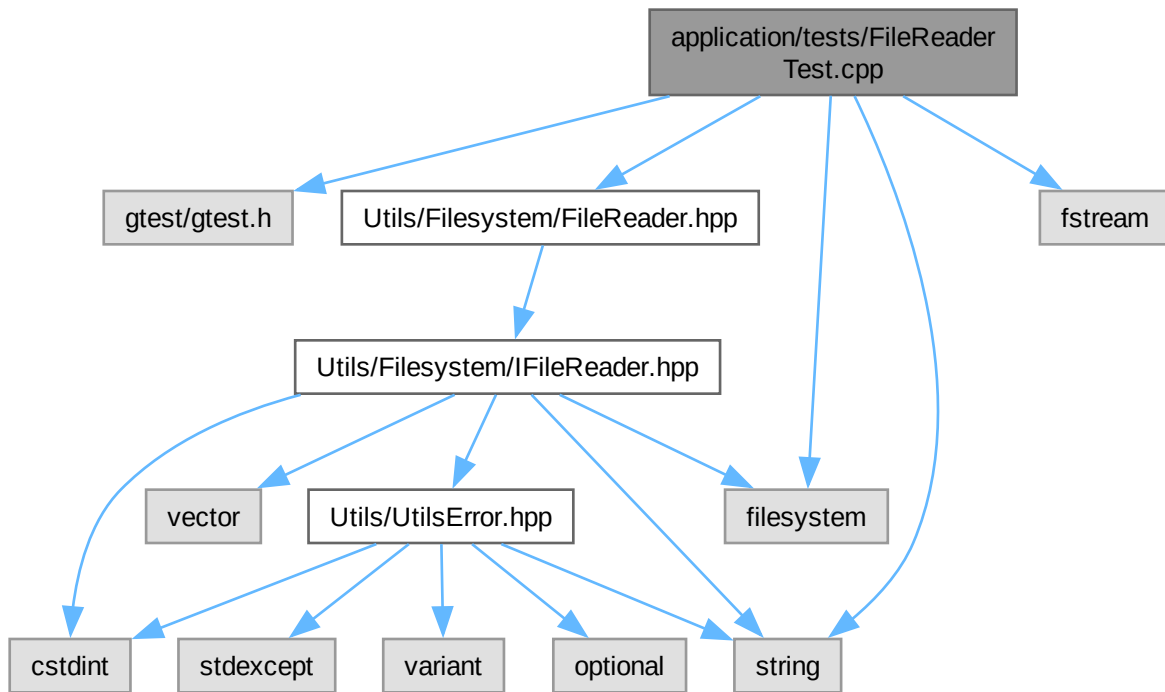 application/tests/FileReader
Test.cpp
gtest/gtest.h
Utils/Filesystem/FileReader.hpp
fstream
Utils/Filesystem/IFileReader.hpp
vector
Utils/UtilsError.hpp
filesystem
cstdint
stdexcept
variant
optional
string